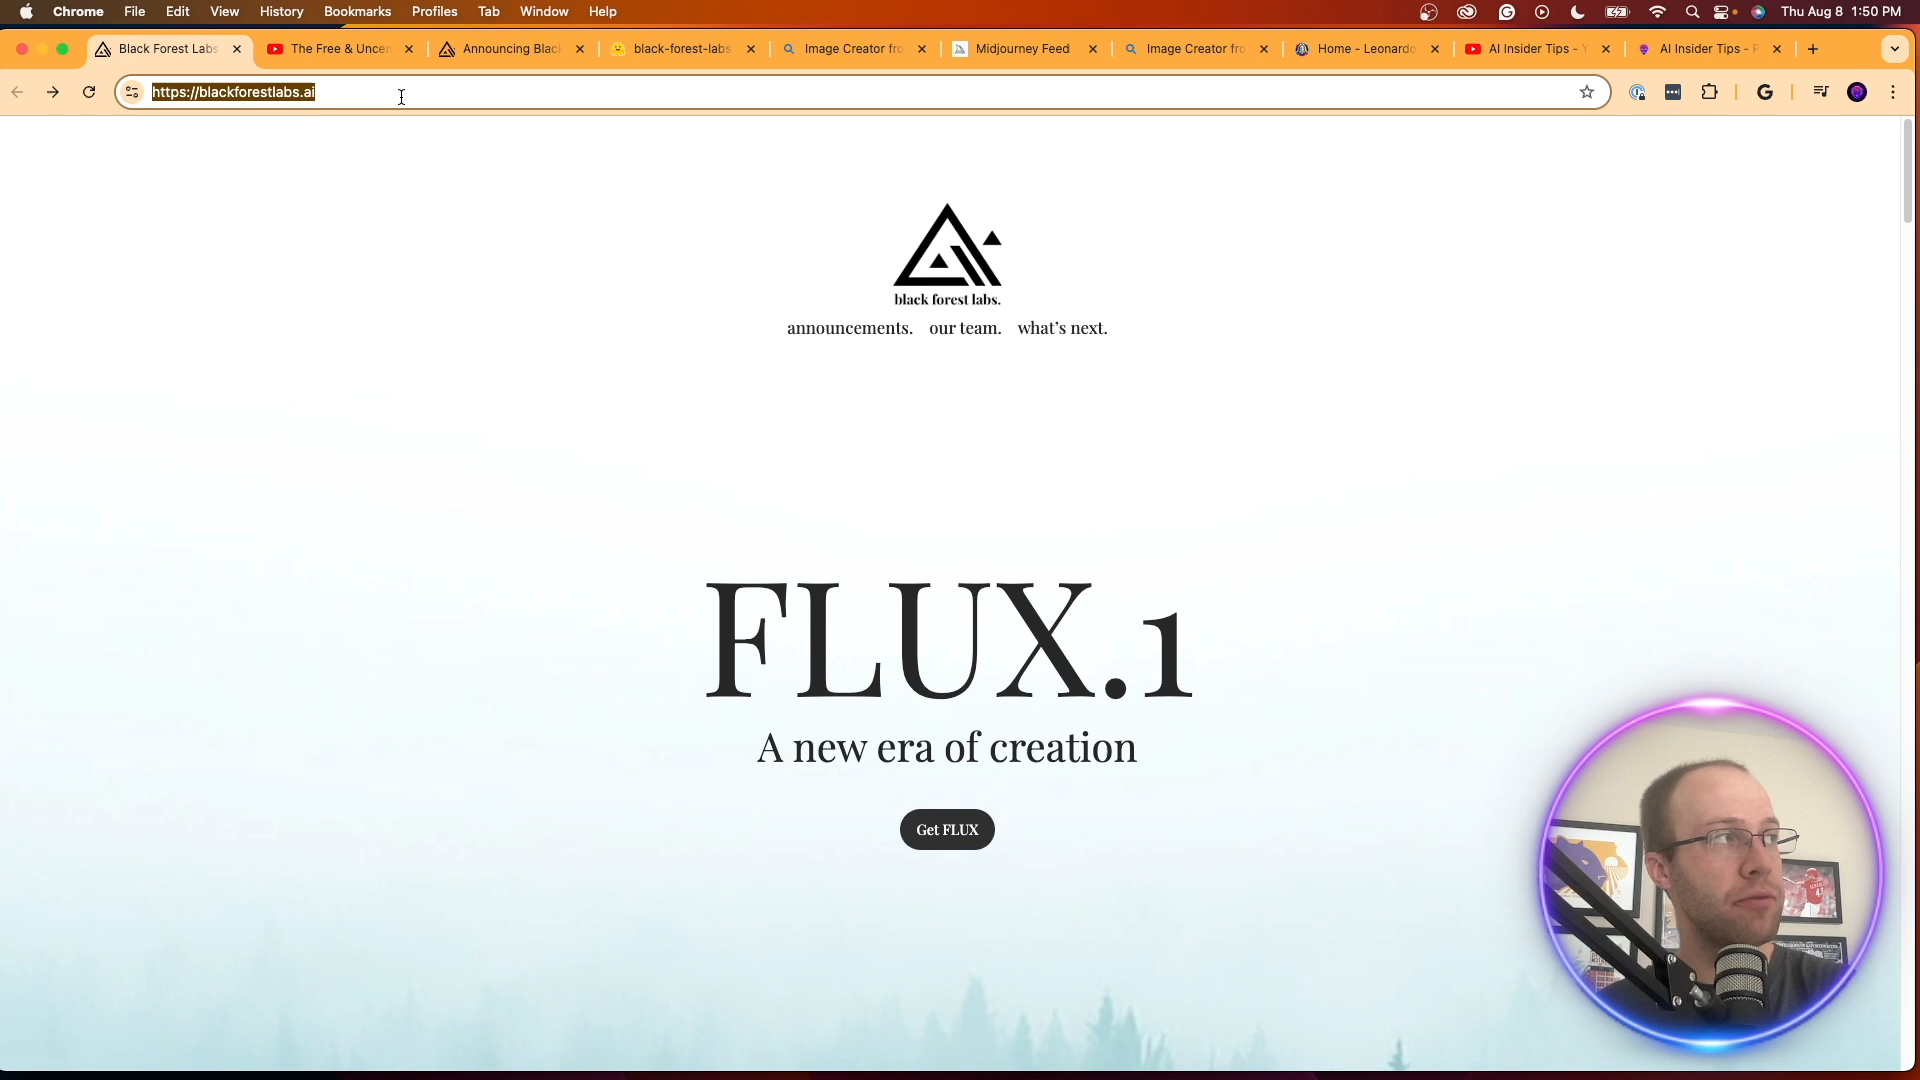 Chrome File Edit View History Bookmarks Profiles Tab Window Help Thu Aug 8 1:50 PM
Black Forest Labs The Free & Uncen Announcing Black black-forest-labs Image Creator fro Midjourney Feed Image Creator fro Home - Leonardo AI Insider Tips - Y AI Insider Tips - P
https://blackforestlabs.ai
black forest labs.
announcements. our team. what's next.
FLUX.1
A new era of creation
Get FLUX